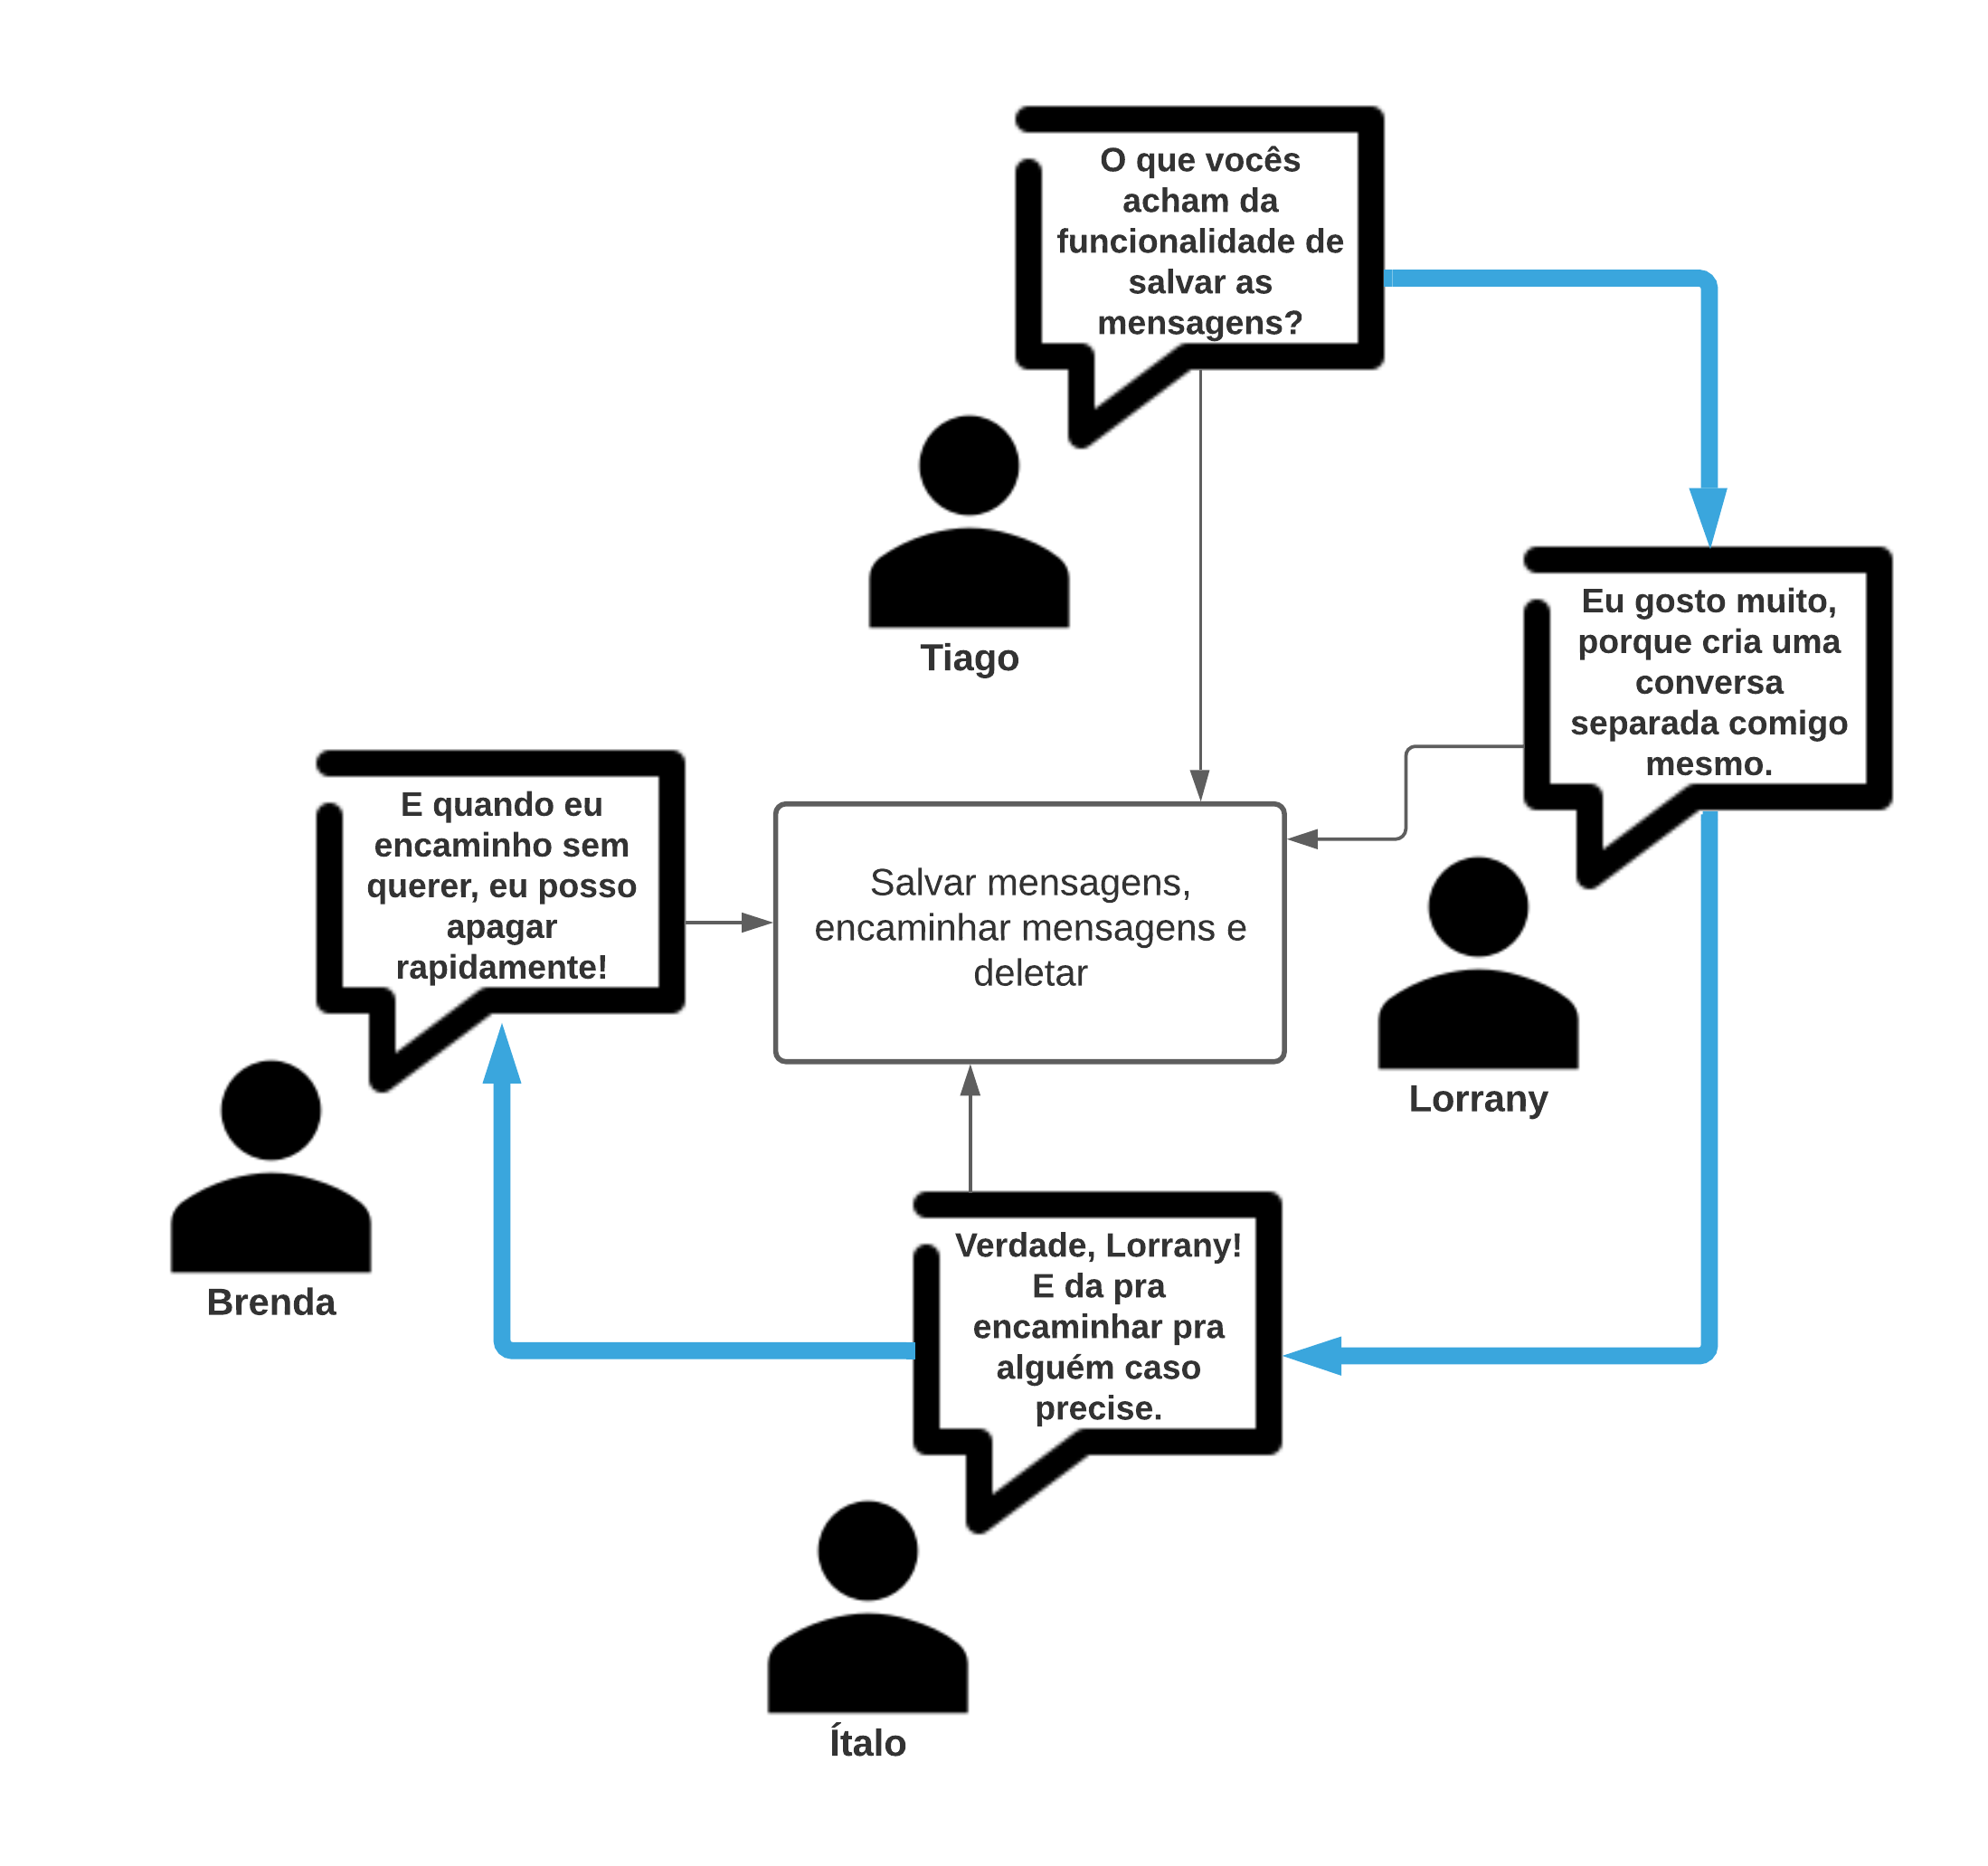 O que vocês
acham da
funcionalidade de
salvar as
mensagens?
Tiago
Eu gosto muito,
porque cria uma
conversa
separada comigo
mesmo.
Lorrany
E quando eu
encaminho sem
querer, eu posso
apagar
rapidamente!
Brenda
Salvar mensagens,
encaminhar mensagens e
deletar
Verdade, Lorrany!
E da pra
encaminhar pra
alguém caso
precise.
Ítalo